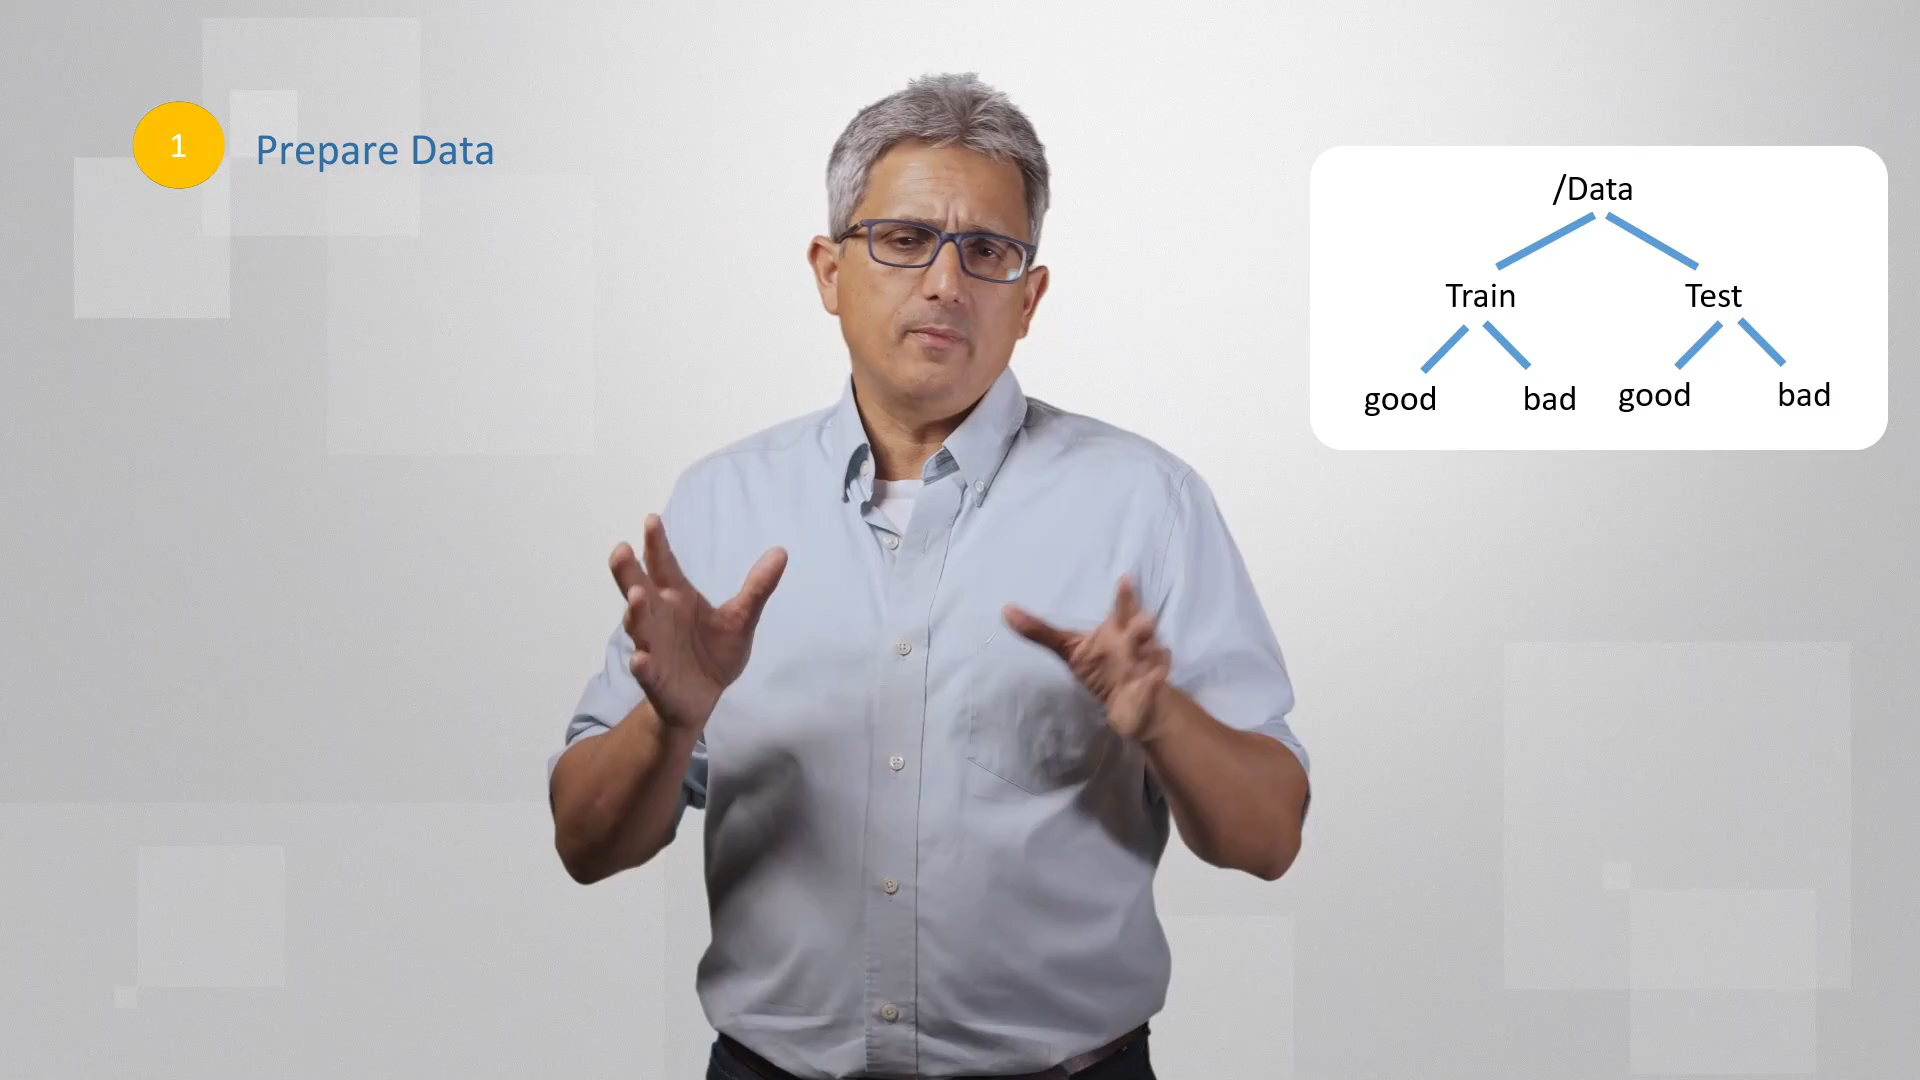 1
Prepare Data
/Data
Train Test
good bad good bad